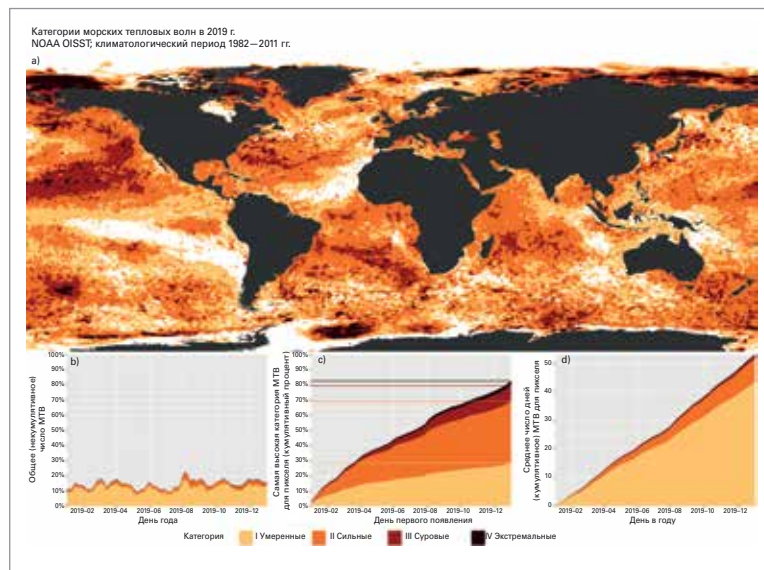 Категории морских тепловых волн в 2019 г.
NOAA OISST; климатологический период 1982—2011 гг.
a)
b)
Общее (некумулятивное)
число МТВ
100%
90%
80%
70%
60%
50%
40%
30%
20%
10%
0%
2019–02 2019–04 2019–06 2019–08 2019–10 2019–12
День года
c)
Самая высокая категория МТВ
для пикселя (кумулятивный процент)
100%
90%
80%
70%
60%
50%
40%
30%
20%
10%
0%
2019–02 2019–04 2019–06 2019–08 2019–10 2019–12
День первого появления
d)
Среднее число дней
(кумулятивное) МТВ для пикселя
50
40
30
20
10
0
2019–02 2019–04 2019–06 2019–08 2019–10 2019–12
День в году
Категория I Умеренные II Сильные III Суровые IV Экстремальные